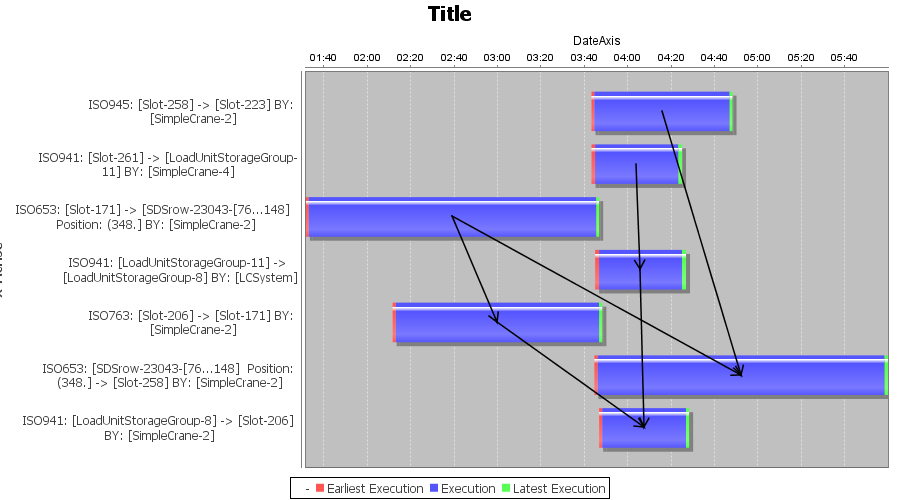 Title
DateAxis
01:40 02:00 02:20 02:40 03:00 03:20 03:40 04:00 04:20 04:40 05:00 05:20 05:40
ISO945: [Slot-258] -> [Slot-223] BY:
[SimpleCrane-2]
ISO941: [Slot-261] -> [LoadUnitStorageGroup-
11] BY: [SimpleCrane-4]
ISO653: [Slot-171] -> [SDSrow-23043-[76...148]
Position: (348.] BY: [SimpleCrane-2]
ISO941: [LoadUnitStorageGroup-11] ->
[LoadUnitStorageGroup-8] BY: [LCSystem]
ISO763: [Slot-206] -> [Slot-171] BY:
[SimpleCrane-2]
ISO653: [SDSrow-23043-[76...148] Position:
(348.] -> [Slot-258] BY: [SimpleCrane-2]
ISO941: [LoadUnitStorageGroup-8] -> [Slot-206]
BY: [SimpleCrane-2]
- Earliest Execution Execution Latest Execution